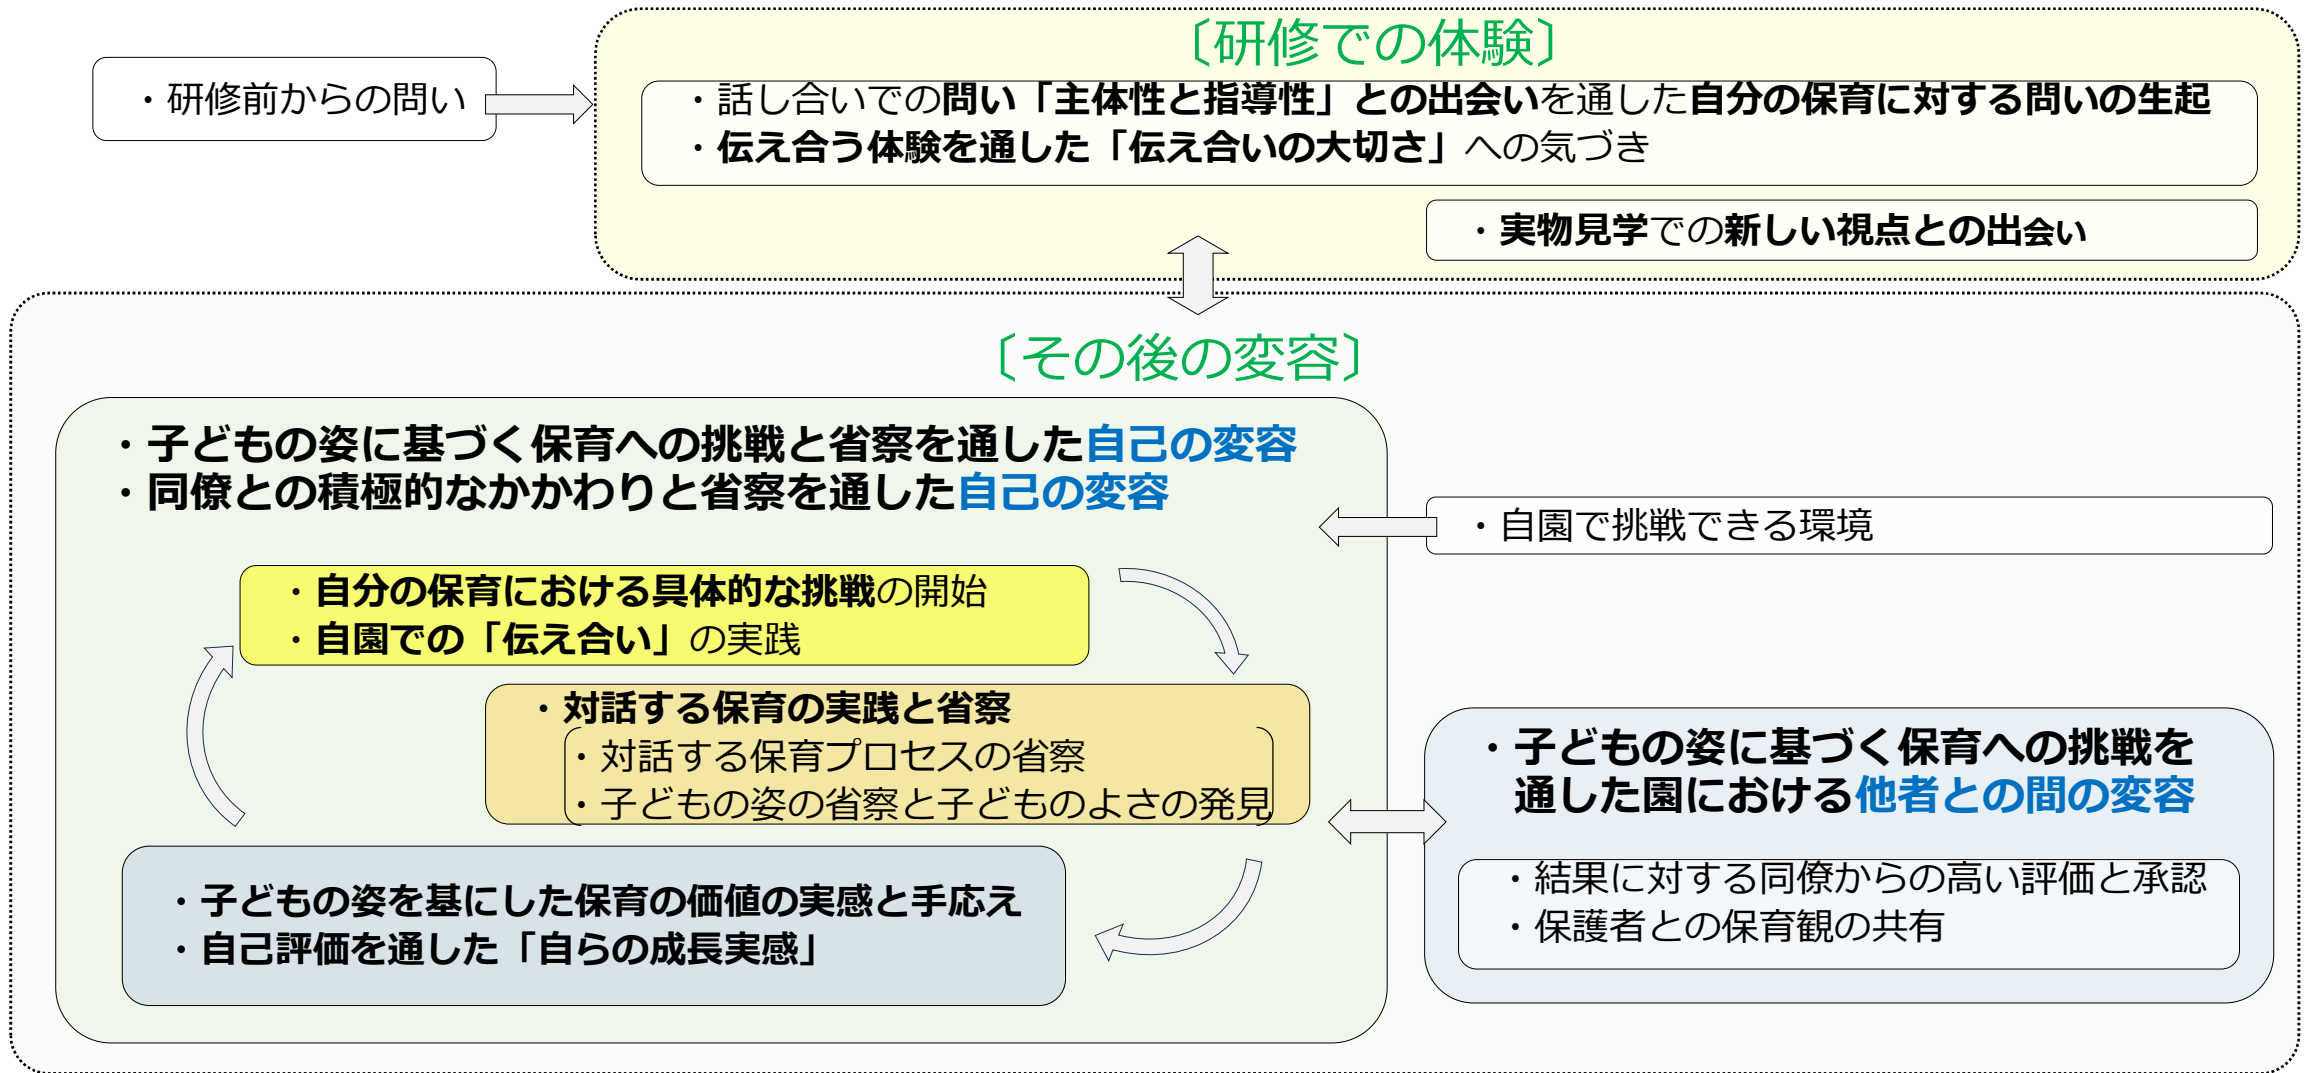 〔研修での体験〕
・研修前からの問い
・話し合いでの問い「主体性と指導性」との出会いを通した自分の保育に対する問いの生起
・伝え合う体験を通した「伝え合いの大切さ」への気づき
・実物見学での新しい視点との出会い
〔その後の変容〕
・子どもの姿に基づく保育への挑戦と省察を通した自己の変容
・同僚との積極的なかかわりと省察を通した自己の変容
・自園で挑戦できる環境
・自分の保育における具体的な挑戦の開始
・自園での「伝え合い」の実践
・対話する保育の実践と省察
・対話する保育プロセスの省察
・子どもの姿の省察と子どものよさの発見
・子どもの姿に基づく保育への挑戦を
通した園における他者との間の変容
・結果に対する同僚からの高い評価と承認
・保護者との保育観の共有
・子どもの姿を基にした保育の価値の実感と手応え
・自己評価を通した「自らの成長実感」